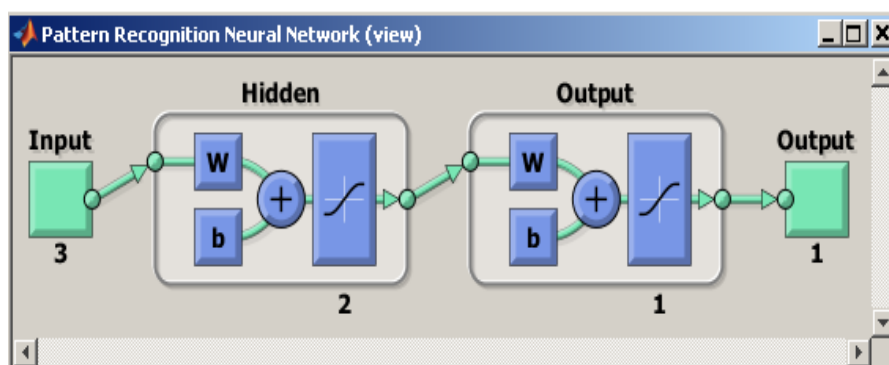 Pattern Recognition Neural Network (view)
Hidden
Output
Input
Output
W
W
b
b
3
2
1
1